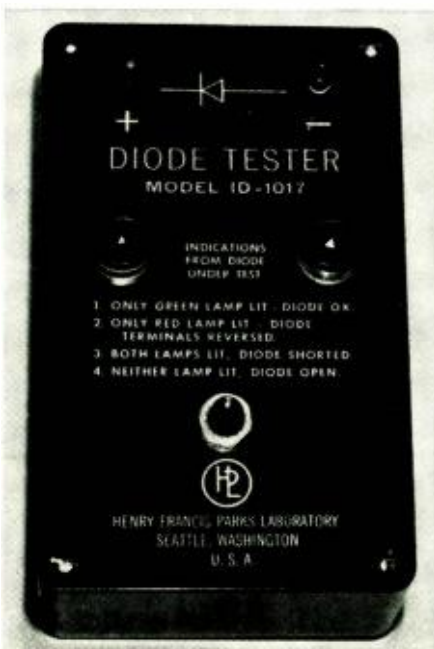 + −
DIODE TESTER
MODEL ID-1017
INDICATIONS
FROM DIODE
UNDER TEST
1. ONLY GREEN LAMP LIT - DIODE OK.
2. ONLY RED LAMP LIT - DIODE
TERMINALS REVERSED.
3. BOTH LAMPS LIT, DIODE SHORTED
4. NEITHER LAMP LIT, DIODE OPEN.
HPL
HENRY FRANCIS PARKS LABORATORY
SEATTLE, WASHINGTON
U. S. A.